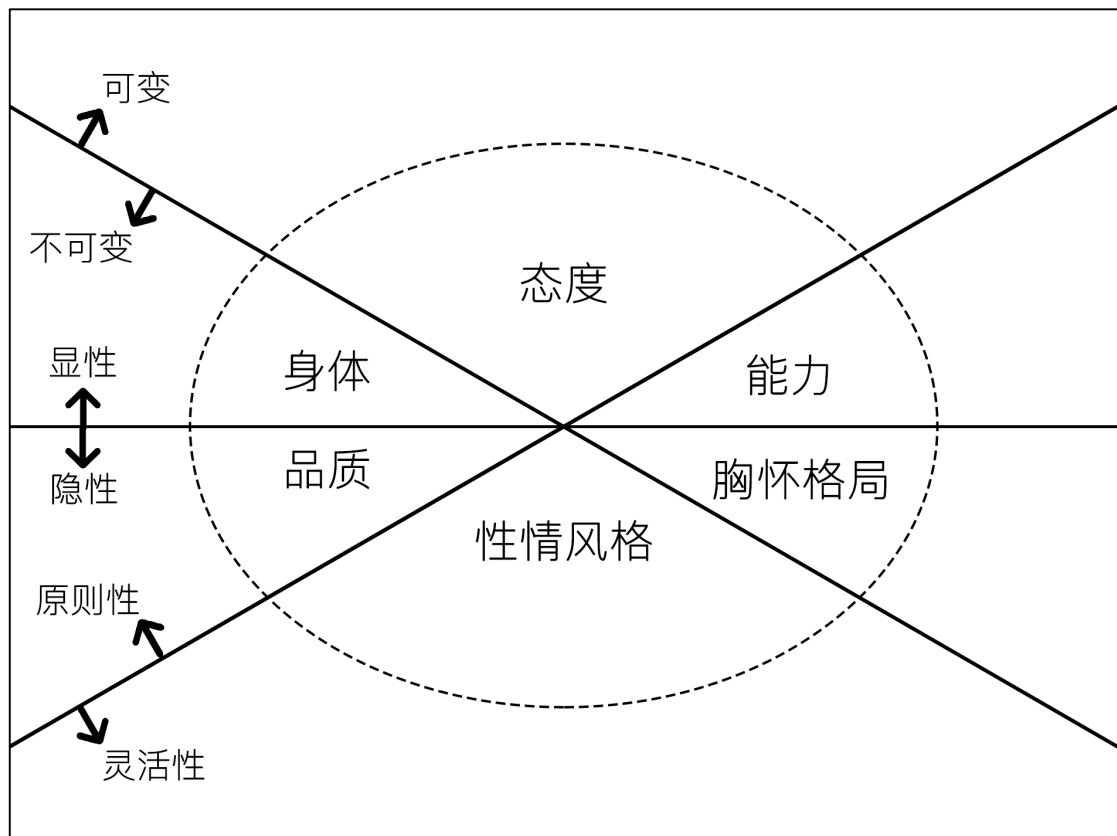 可变
不可变
态度
显性
身体
能力
隐性
品质
胸怀格局
性情风格
原则性
灵活性